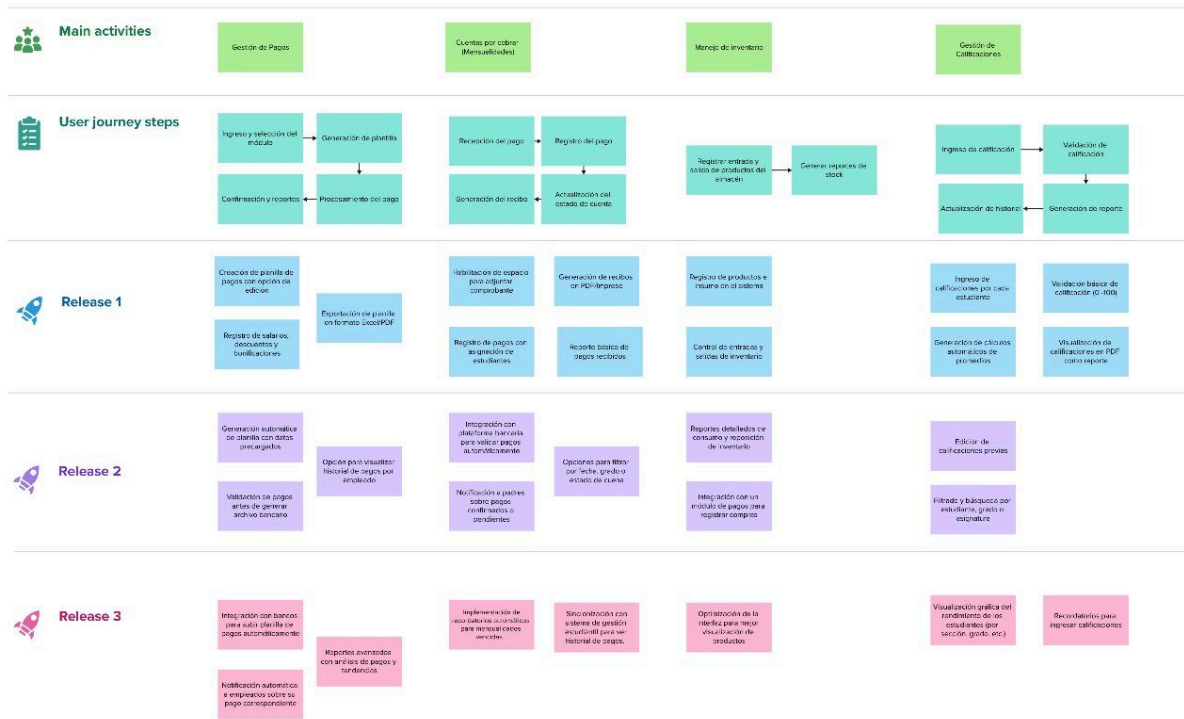 Main activities
Gestión de Pagos
Cuentas por cobrar
(Mensualidades)
Manejo de inventario
Gestión de
Calificaciones
User journey steps
Ingreso y selección del
módulo
Generación de plantilla
Confirmación y reportes
Procesamiento del pago
Recepción del pago
Registro del pago
Generación del recibo
Actualización del
estado de cuenta
Registrar entrada y
salida de productos del
almacén
Generar reportes de
stock
Ingreso de calificación
Validación de
calificación
Actualización de historial
Generación de reporte
Release 1
Creación de planilla de
pagos con opción de
edición
Exportación de planilla
en formato Excel/PDF
Registro de salarios,
descuentos y
bonificaciones
Habilitación de espacio
para adjuntar
comprobante
Generación de recibos
en PDF/Impreso
Registro de pagos con
asignación de
estudiantes
Reporte básico de
pagos recibidos
Registro de productos e
insumo en el sistema
Control de entradas y
salidas de inventario
Ingreso de
calificaciones por cada
estudiante
Validación básica de
calificación (0 -100)
Generación de cálculos
automáticos de
promedios
Visualización de
calificaciones en PDF
como reporte
Release 2
Generación automática
de planilla con datos
precargados
Opción para visualizar
historial de pagos por
empleado
Validación de pagos
antes de generar
archivo bancario
Integración con
plataforma bancaria
para validar pagos
automáticamente
Opciones para filtrar
por fecha, grado o
estado de cuena
Notificación a padres
sobre pagos
confirmados o
pendientes
Reportes detallados de
consumo y reposición
de inventario
Integración con un
módulo de pagos para
registrar compras
Edición de
calificaciones previas
Filtrado y búsqueda por
estudiante, grado o
asignatura
Release 3
Integración con bancos
para subir planilla de
pagos automáticamente
Reportes avanzados
con análisis de pagos y
tendencias
Notificación automática
a empleados sobre su
pago correspondiente
Implementación de
recordatorios automáticos
para mensualidades
vencidas.
Sincronización con
sistema de gestión
estudiantil para ver
historial de pagos.
Optimización de la
interfaz para mejor
visualización de
productos
Visualización gráfica del
rendimiento de los
estudiantes (por
sección, grado, etc.)
Recordatorios para
ingresar calificaciones